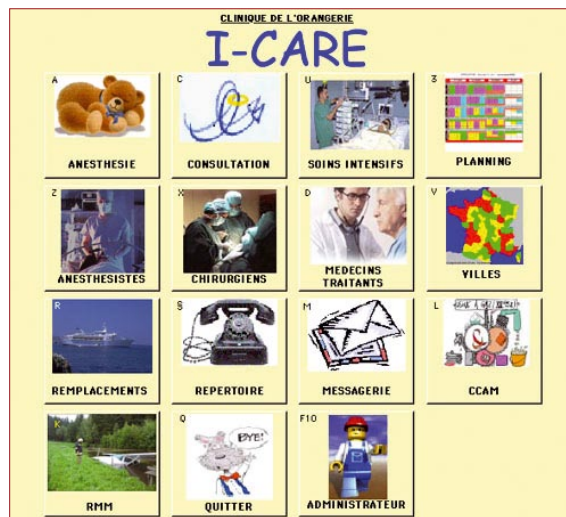 CLINIQUE DE L'ORANGERIE
I-CARE
A
ANESTHESIE
C
CONSULTATION
U
SOINS INTENSIFS
3
PLANNING
Z
ANESTHESISTES
X
CHIRURGIENS
D
MEDECINS
TRAITANTS
V
VILLES
R
REMPLACEMENTS
S
REPERTOIRE
M
MESSAGERIE
L
CCAM
K
RMM
Q
BYE!
QUITTER
F10
ADMINISTRATEUR